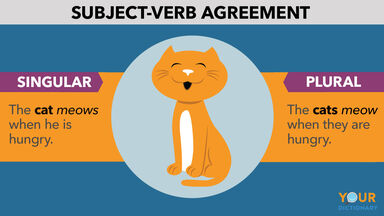 SUBJECT-VERB AGREEMENT
SINGULAR
The cat meows
when he is
hungry.
PLURAL
The cats meow
when they are
hungry.
YOUR
DICTIONARY